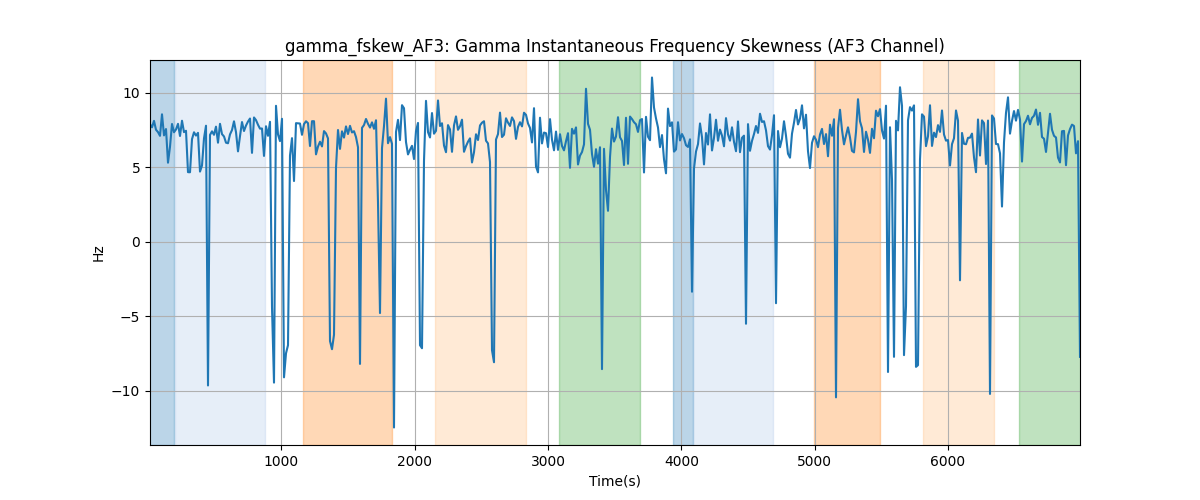 gamma_fskew_AF3: Gamma Instantaneous Frequency Skewness (AF3 Channel)
10
5
0
−5
−10
Hz
1000 2000 3000 4000 5000 6000
Time(s)